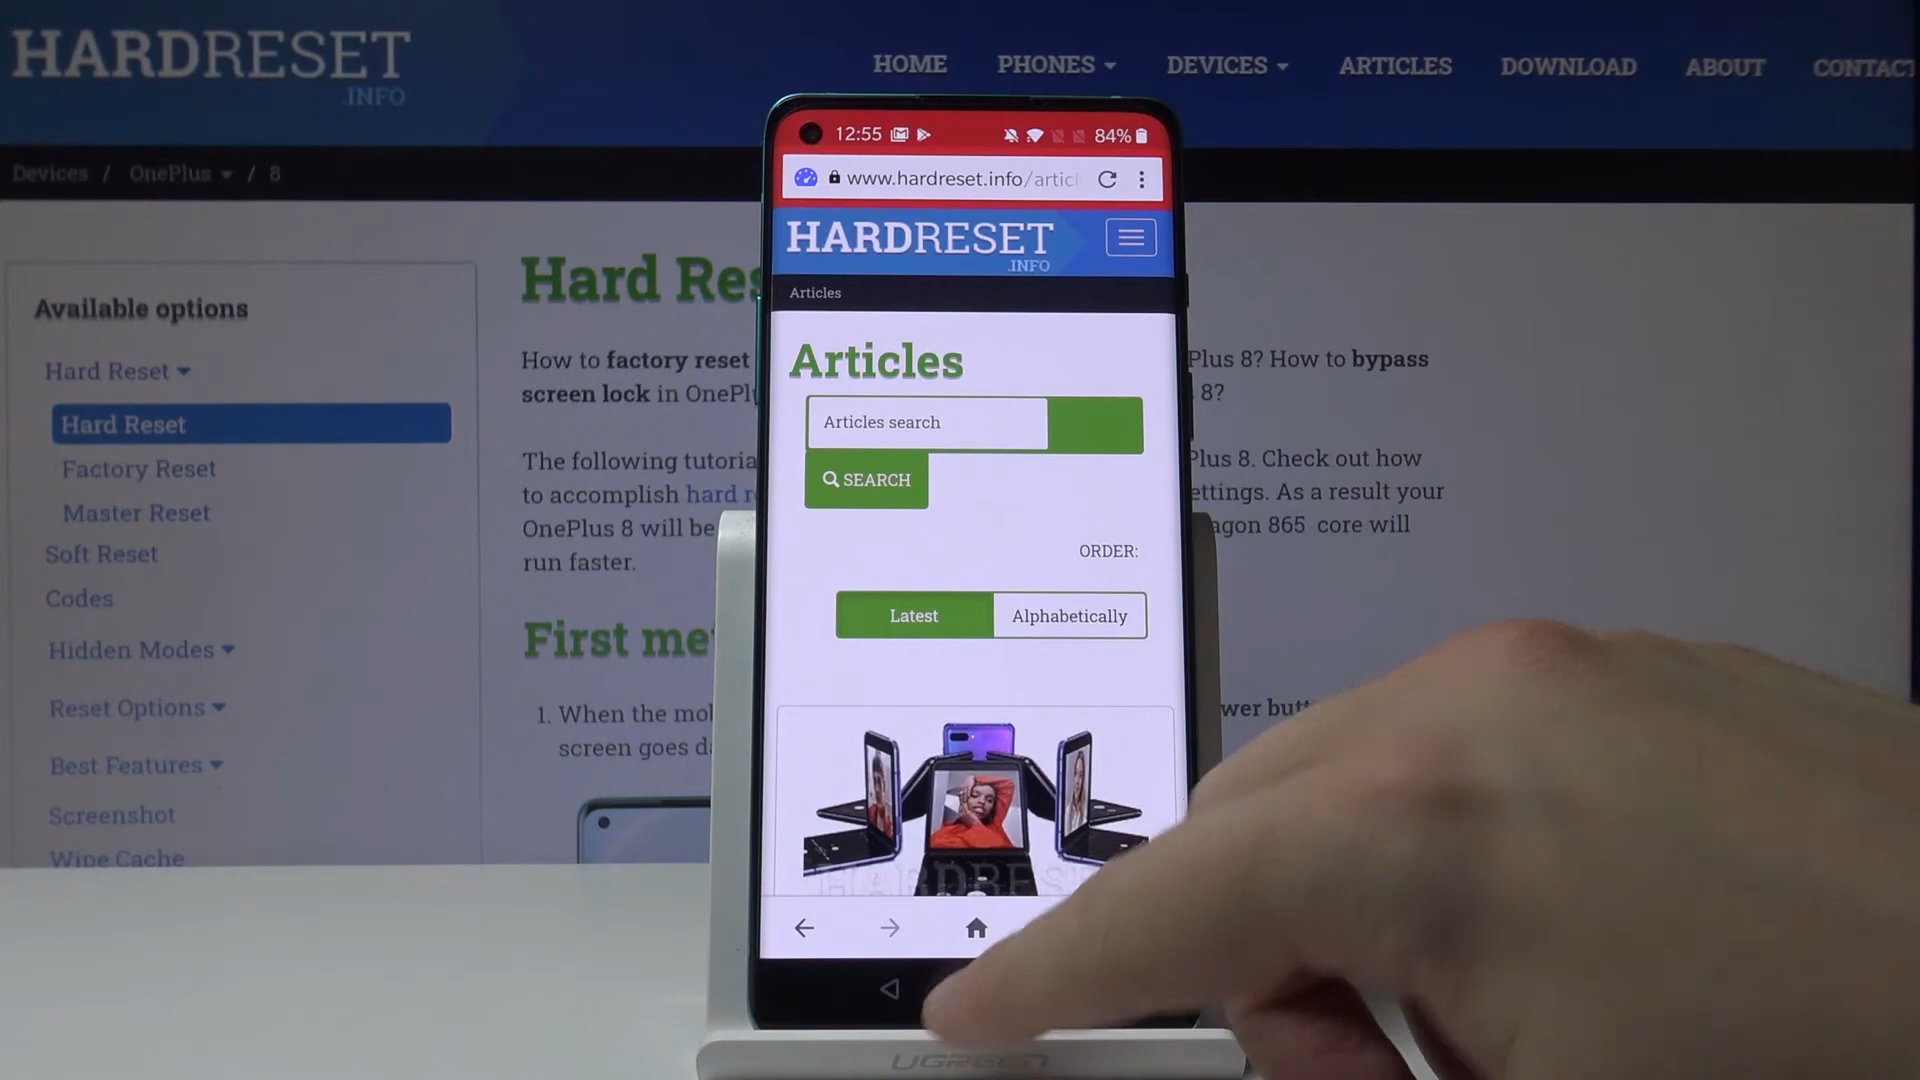 HARDRESET
.INFO
HOME PHONES DEVICES ARTICLES DOWNLOAD ABOUT CONTACT
Devices / OnePlus / 8
Available options
Hard Reset
Hard Reset
Factory Reset
Master Reset
Soft Reset
Codes
Hidden Modes
Reset Options
Best Features
Screenshot
Wipe Cache
Hard Res
How to factory reset
screen lock in OnePlu
The following tutoria
to accomplish hard r
OnePlus 8 will be
run faster.
First me
1. When the mo
screen goes d
Plus 8? How to bypass
8?
Plus 8. Check out how
ettings. As a result your
agon 865 core will
wer but
12:55 84%
www.hardreset.info/artic
HARDRESET
.INFO
Articles
Articles
Articles search
SEARCH
ORDER:
Latest Alphabetically
HARDRES
UGREEN